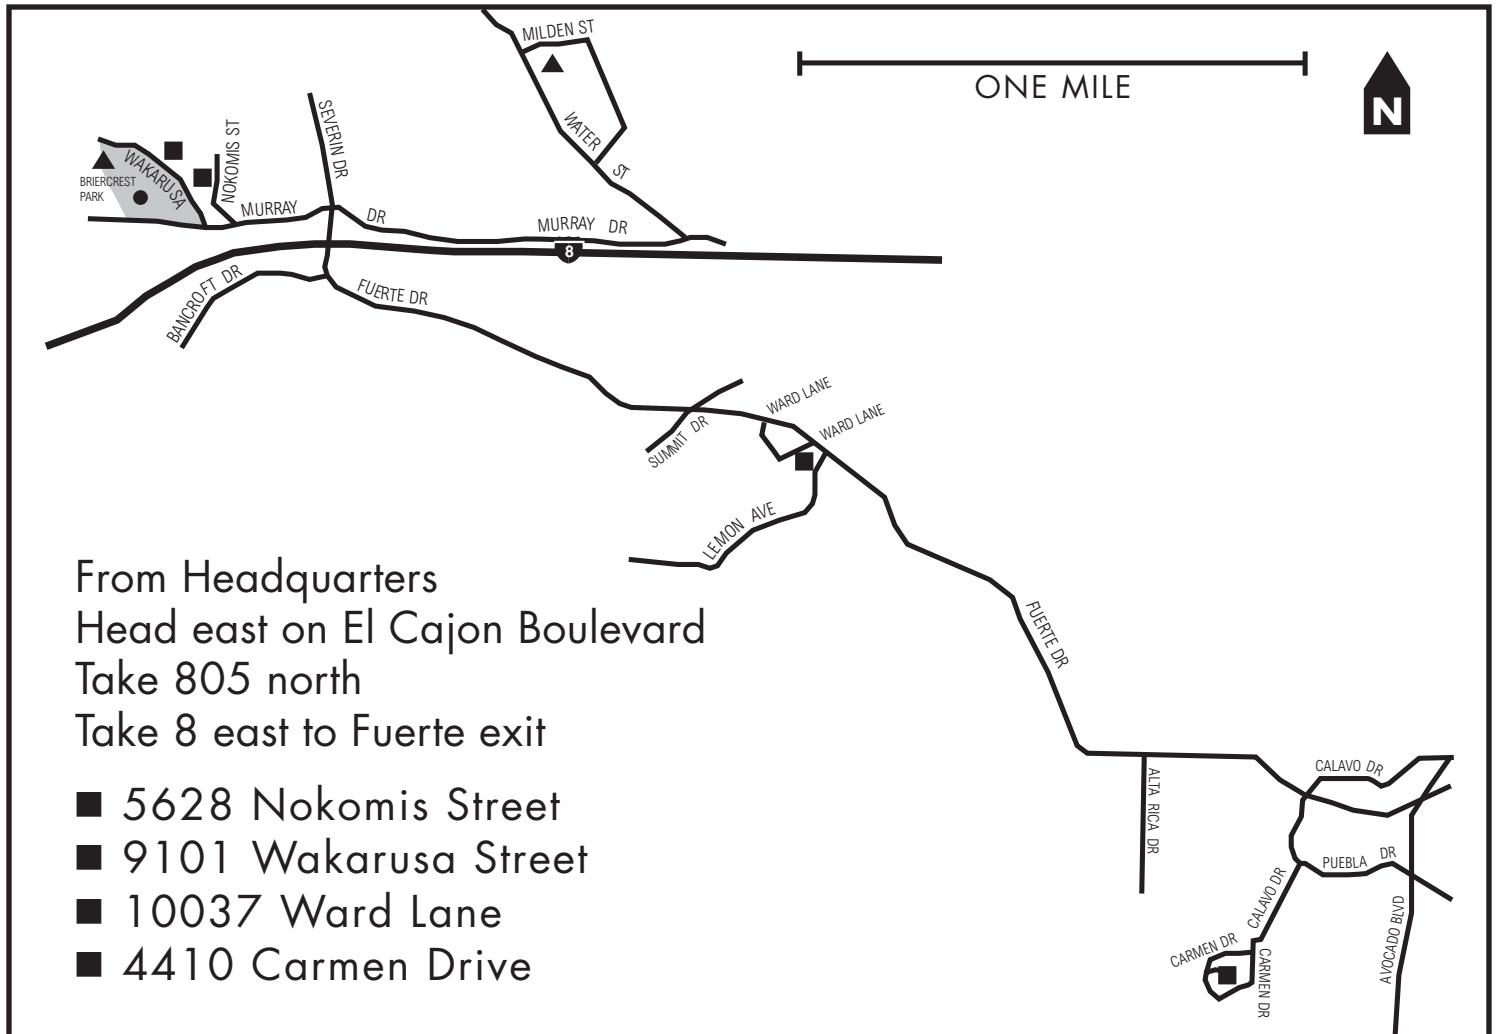 MILDEN ST
ONE MILE
N
SEVERIN DR
NOKOMIS ST
WATER ST
WAKARUSA
BRIERCREST
PARK
MURRAY DR
MURRAY DR
8
BANCROFT DR
FUERTE DR
WARD LANE
WARD LANE
SUMMIT DR
LEMON AVE
From Headquarters
Head east on El Cajon Boulevard
Take 805 north
Take 8 east to Fuerte exit
FUERTE DR
5628 Nokomis Street
9101 Wakarusa Street
10037 Ward Lane
4410 Carmen Drive
CALAVO DR
ALTA RICA DR
PUEBLA DR
CALAVO DR
AVOCADO BLVD
CARMEN DR
CARMEN DR